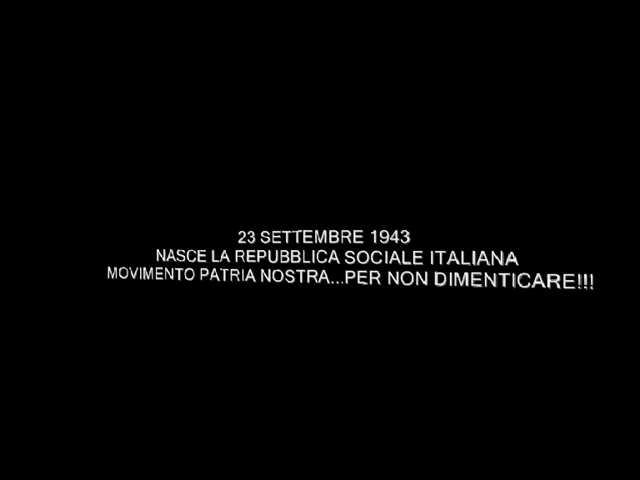 23 SETTEMBRE 1943
NASCE LA REPUBBLICA SOCIALE ITALIANA
MOVIMENTO PATRIA NOSTRA...PER NON DIMENTICARE!!!